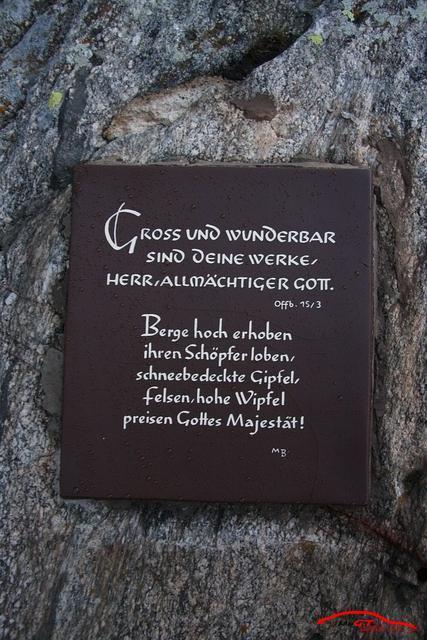 Gross und wunderbar
sind deine Werke,
Herr, allmächtiger Gott.
Offb. 15/3
Berge hoch erhoben
ihren Schöpfer loben,
schneebedeckte Gipfel,
Felsen, hohe Wipfel
preisen Gottes Majestät!
MB.